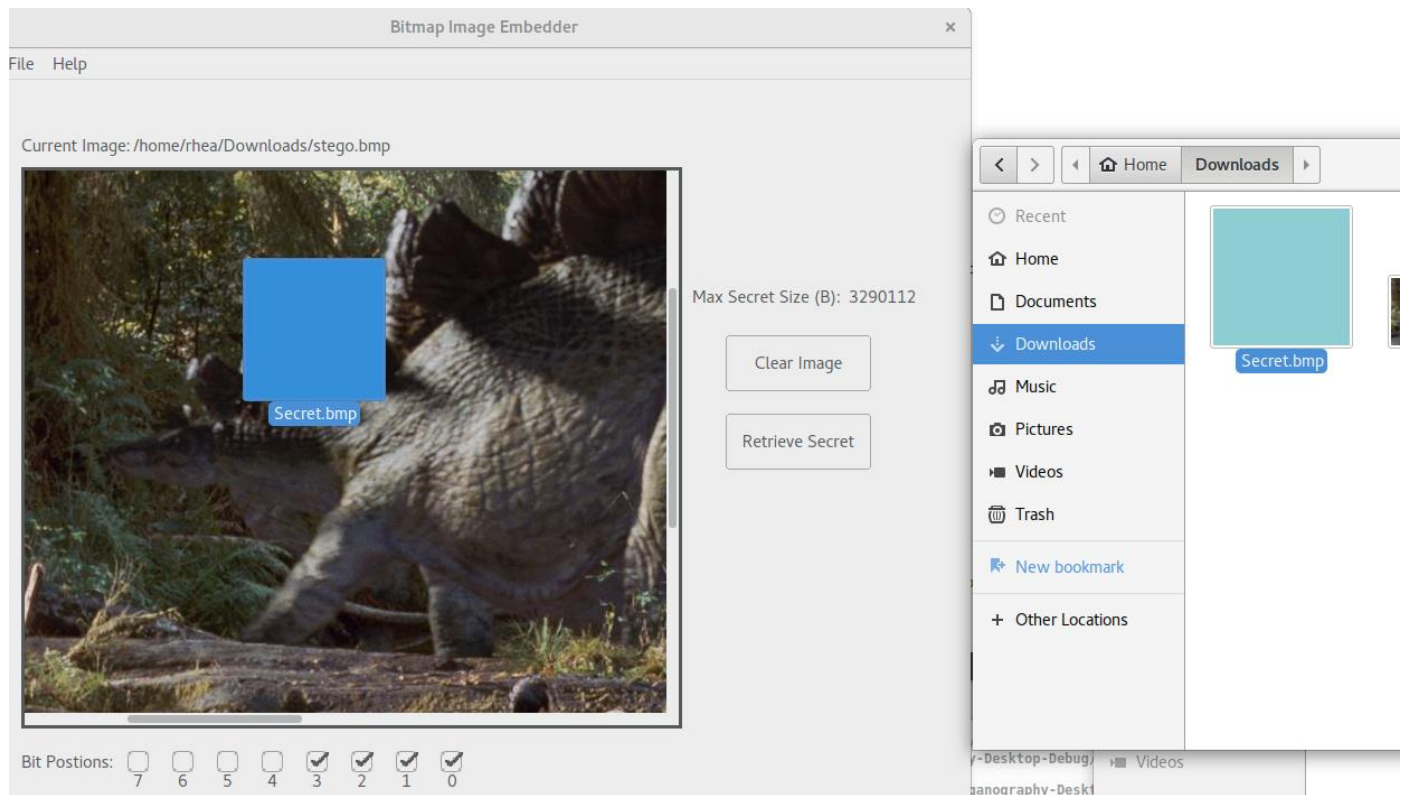 Bitmap Image Embedder ×
File Help
Current Image: /home/rhea/Downloads/stego.bmp
Secret.bmp
Max Secret Size (B): 3290112
Clear Image
Retrieve Secret
Bit Postions:
7 6 5 4 3 2 1 0
Home Downloads
Recent
Home
Documents
Downloads
Music
Pictures
Videos
Trash
New bookmark
+ Other Locations
Secret.bmp
y-Desktop-Debug/
Videos